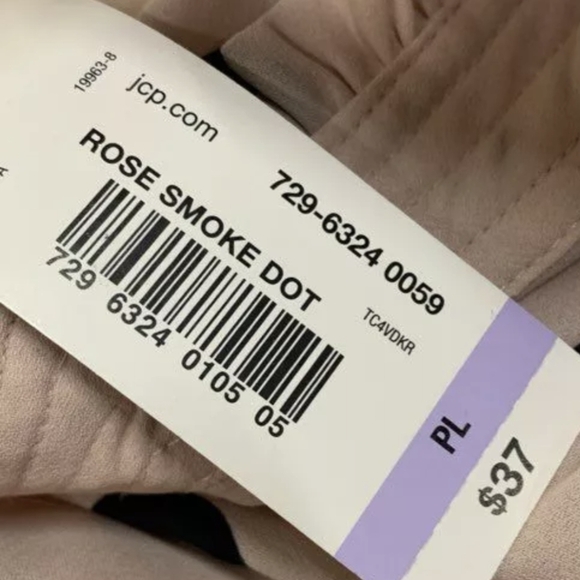 19963-8
jcp.com
729-6324 0059
ROSE SMOKE DOT
729 6324 0105 05
TC4VDKR
PL
$37